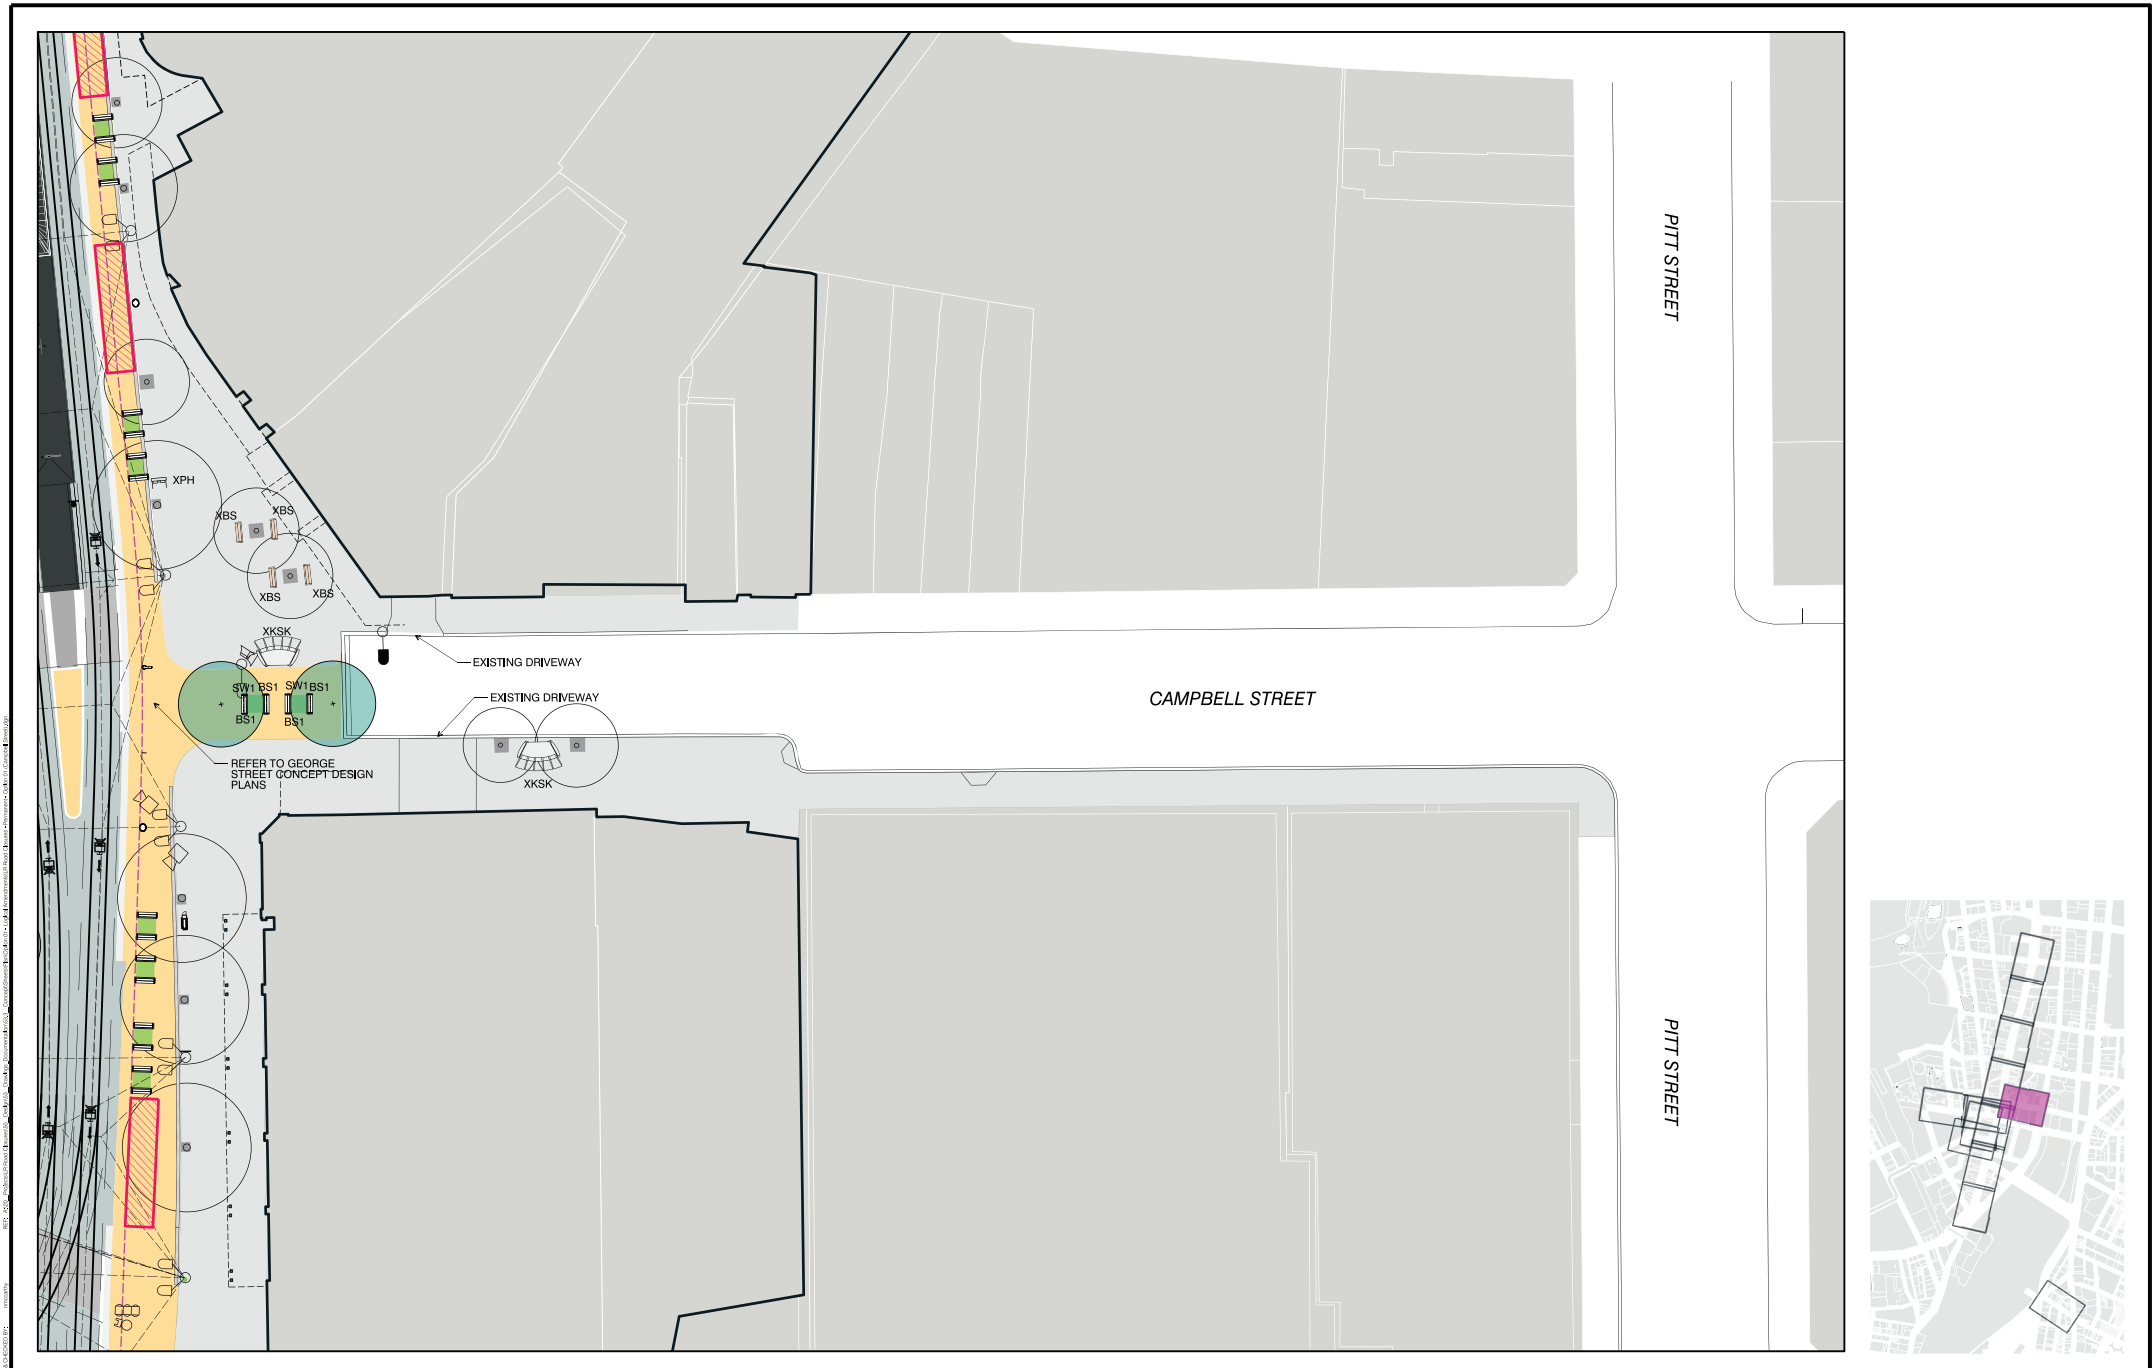 PITT STREET
XPH
XBS
XBS
XBS
XBS
XKSK
EXISTING DRIVEWAY
SW1 BS1 SW1 BS1
EXISTING DRIVEWAY
CAMPBELL STREET
BS1 BS1
REFER TO GEORGE
STREET CONCEPT DESIGN
PLANS
XKSK
PITT STREET